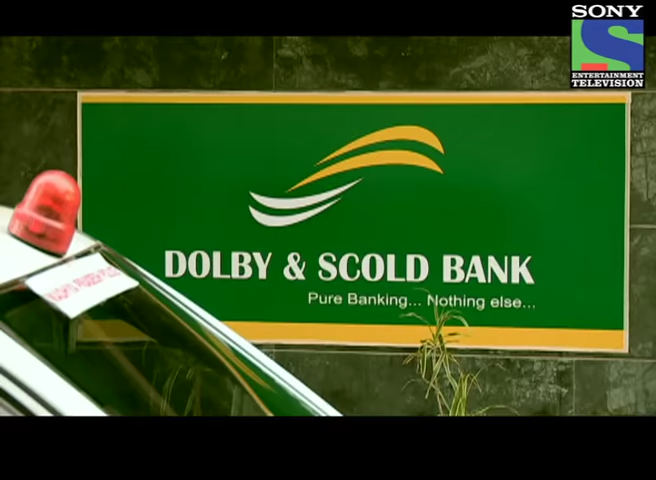 SONY
ENTERTAINMENT
TELEVISION
DOLBY & SCOLD BANK
Pure Banking... Nothing else...